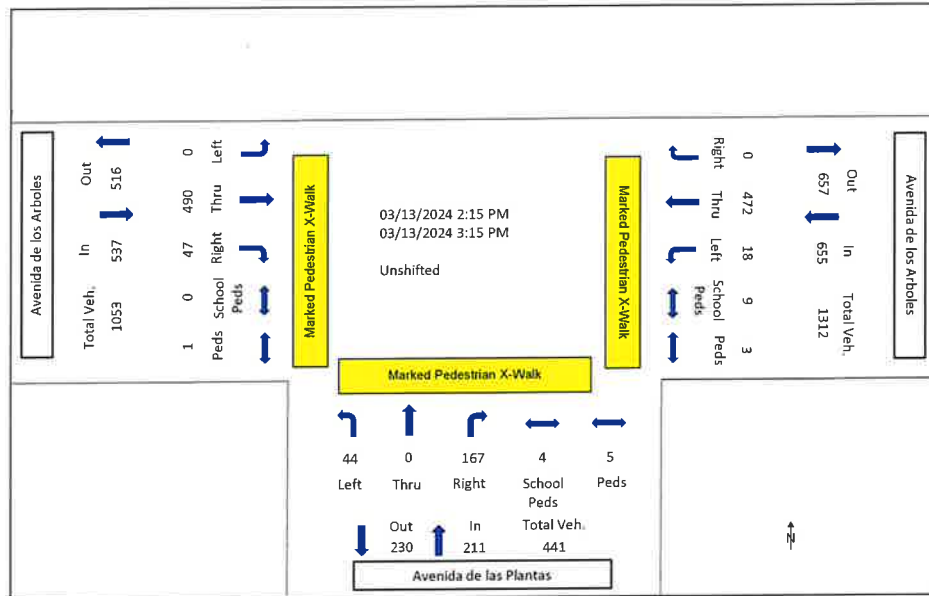 Avenida de los Arboles
Out
516
In
537
Total Veh.
1053
0
Left
490
Thru
47
Right
0
School
Peds
1
Peds
Marked Pedestrian X-Walk
03/13/2024 2:15 PM
03/13/2024 3:15 PM
Unshifted
Marked Pedestrian X-Walk
Right
0
Thru
472
Left
18
School
Peds
9
Peds
3
Out
657
In
655
Total Veh.
1312
Avenida de los Arboles
Marked Pedestrian X-Walk
44 0 167 4 5
Left Thru Right School Peds
Peds
Out In Total Veh.
230 211 441
Avenida de las Plantas
N